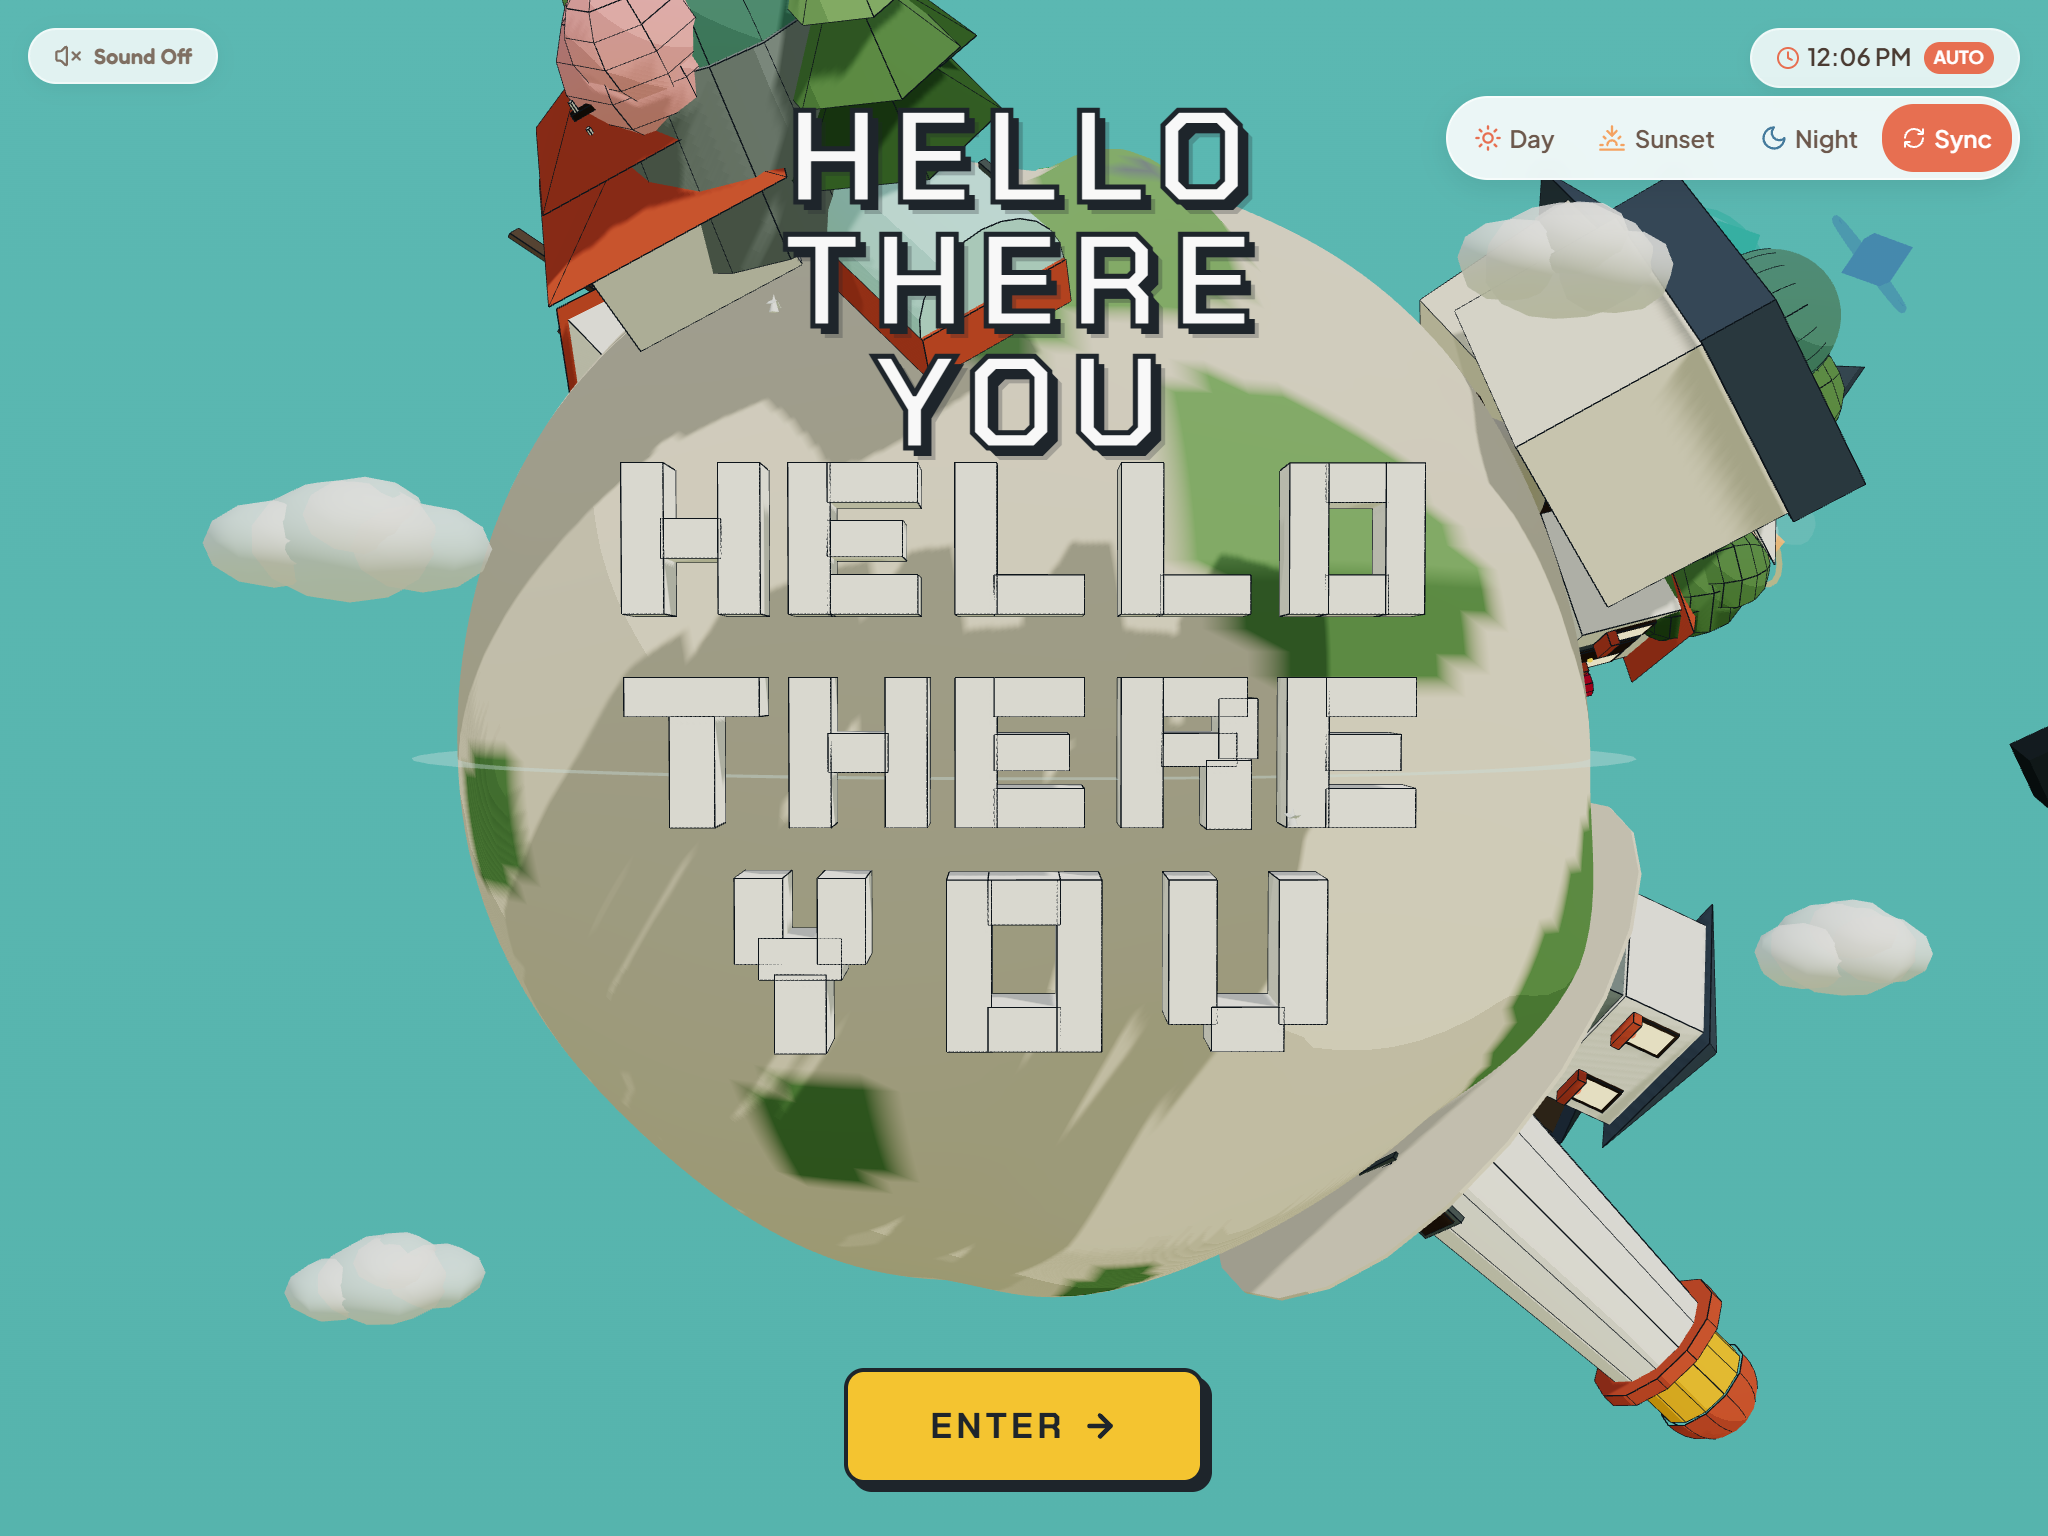 Sound Off
12:06 PM AUTO
Day Sunset Night Sync
HELLO
THERE
YOU
HELLO
THERE
YOU
ENTER →